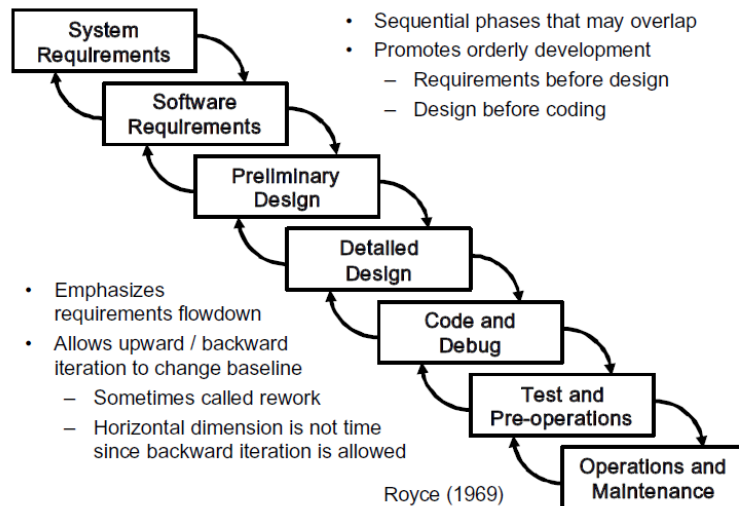 System
Requirements
• Sequential phases that may overlap
• Promotes orderly development
– Requirements before design
– Design before coding
Software
Requirements
Preliminary
Design
Detailed
Design
• Emphasizes
requirements flowdown
• Allows upward / backward
iteration to change baseline
– Sometimes called rework
– Horizontal dimension is not time
since backward iteration is allowed
Code and
Debug
Test and
Pre-operations
Operations and
Maintenance
Royce (1969)